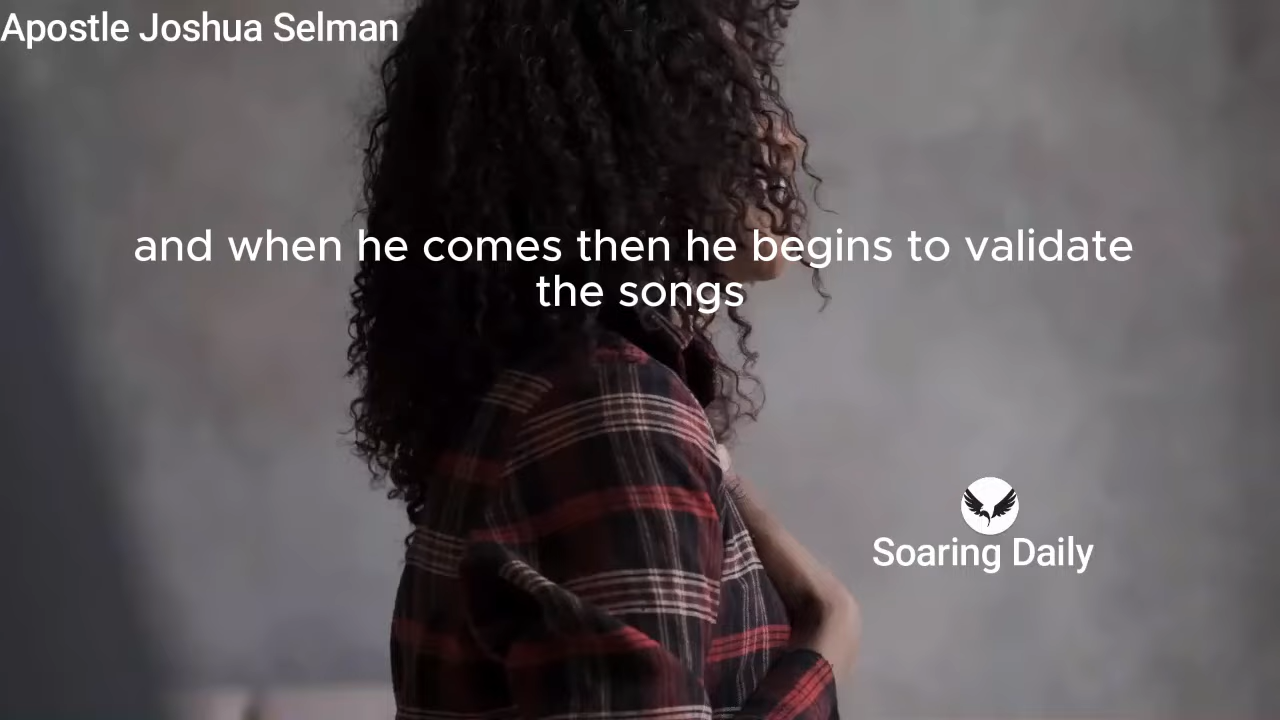 Apostle Joshua Selman
and when he comes then he begins to validate
the songs
Soaring Daily